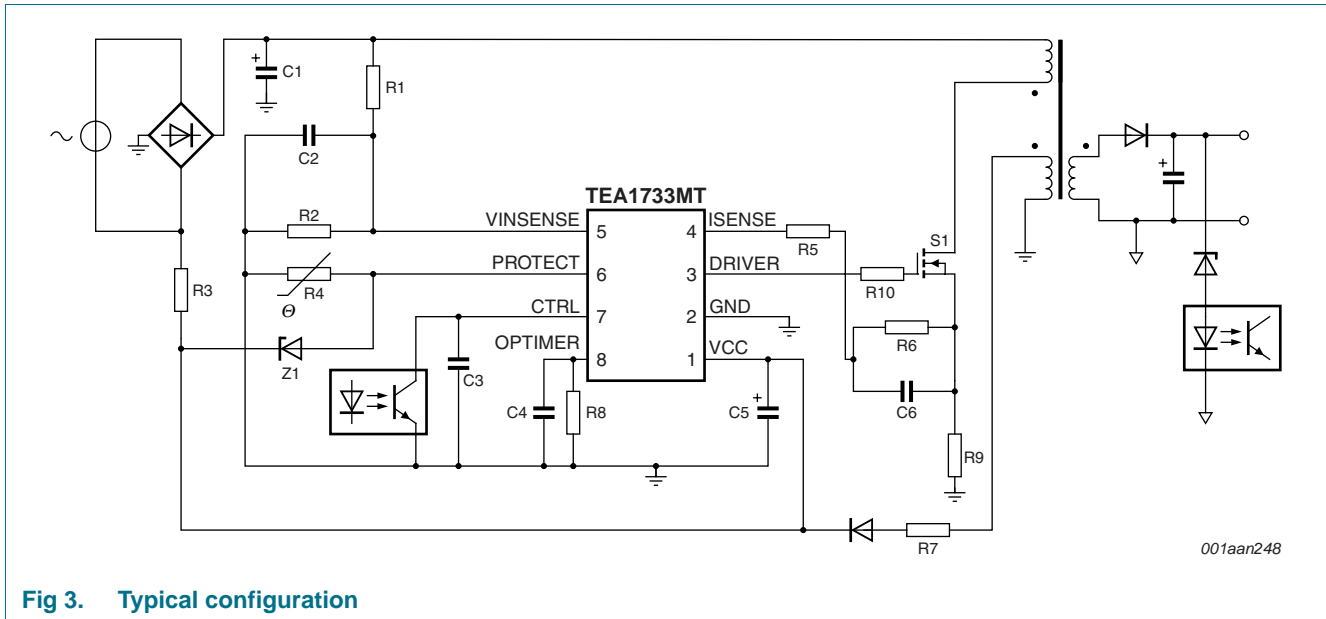 C1
R1
C2
TEA1733MT
R2
VINSENSE
5
4
ISENSE
R5
S1
R3
R4
Θ
PROTECT
6
3
DRIVER
R10
CTRL
7
2
GND
R6
Z1
OPTIMER
8
1
VCC
C3
C4
R8
C5
C6
R9
R7
001aan248
Fig 3. Typical configuration